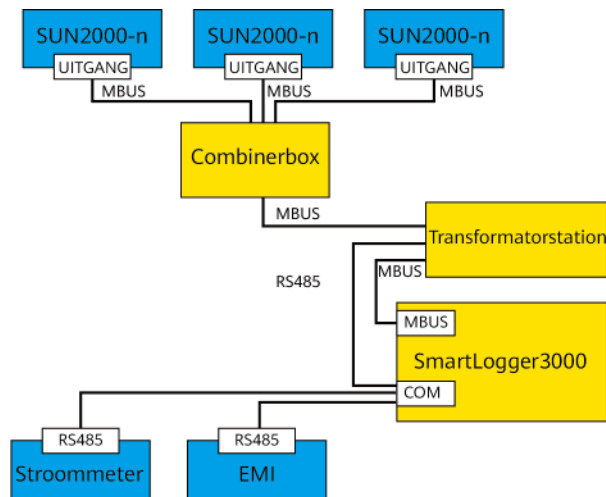 SUN2000-n
SUN2000-n
SUN2000-n
UITGANG
UITGANG
UITGANG
MBUS
MBUS
MBUS
Combinerbox
MBUS
Transformatorstation
MBUS
RS485
MBUS
SmartLogger3000
COM
RS485
RS485
Stroommeter
EMI